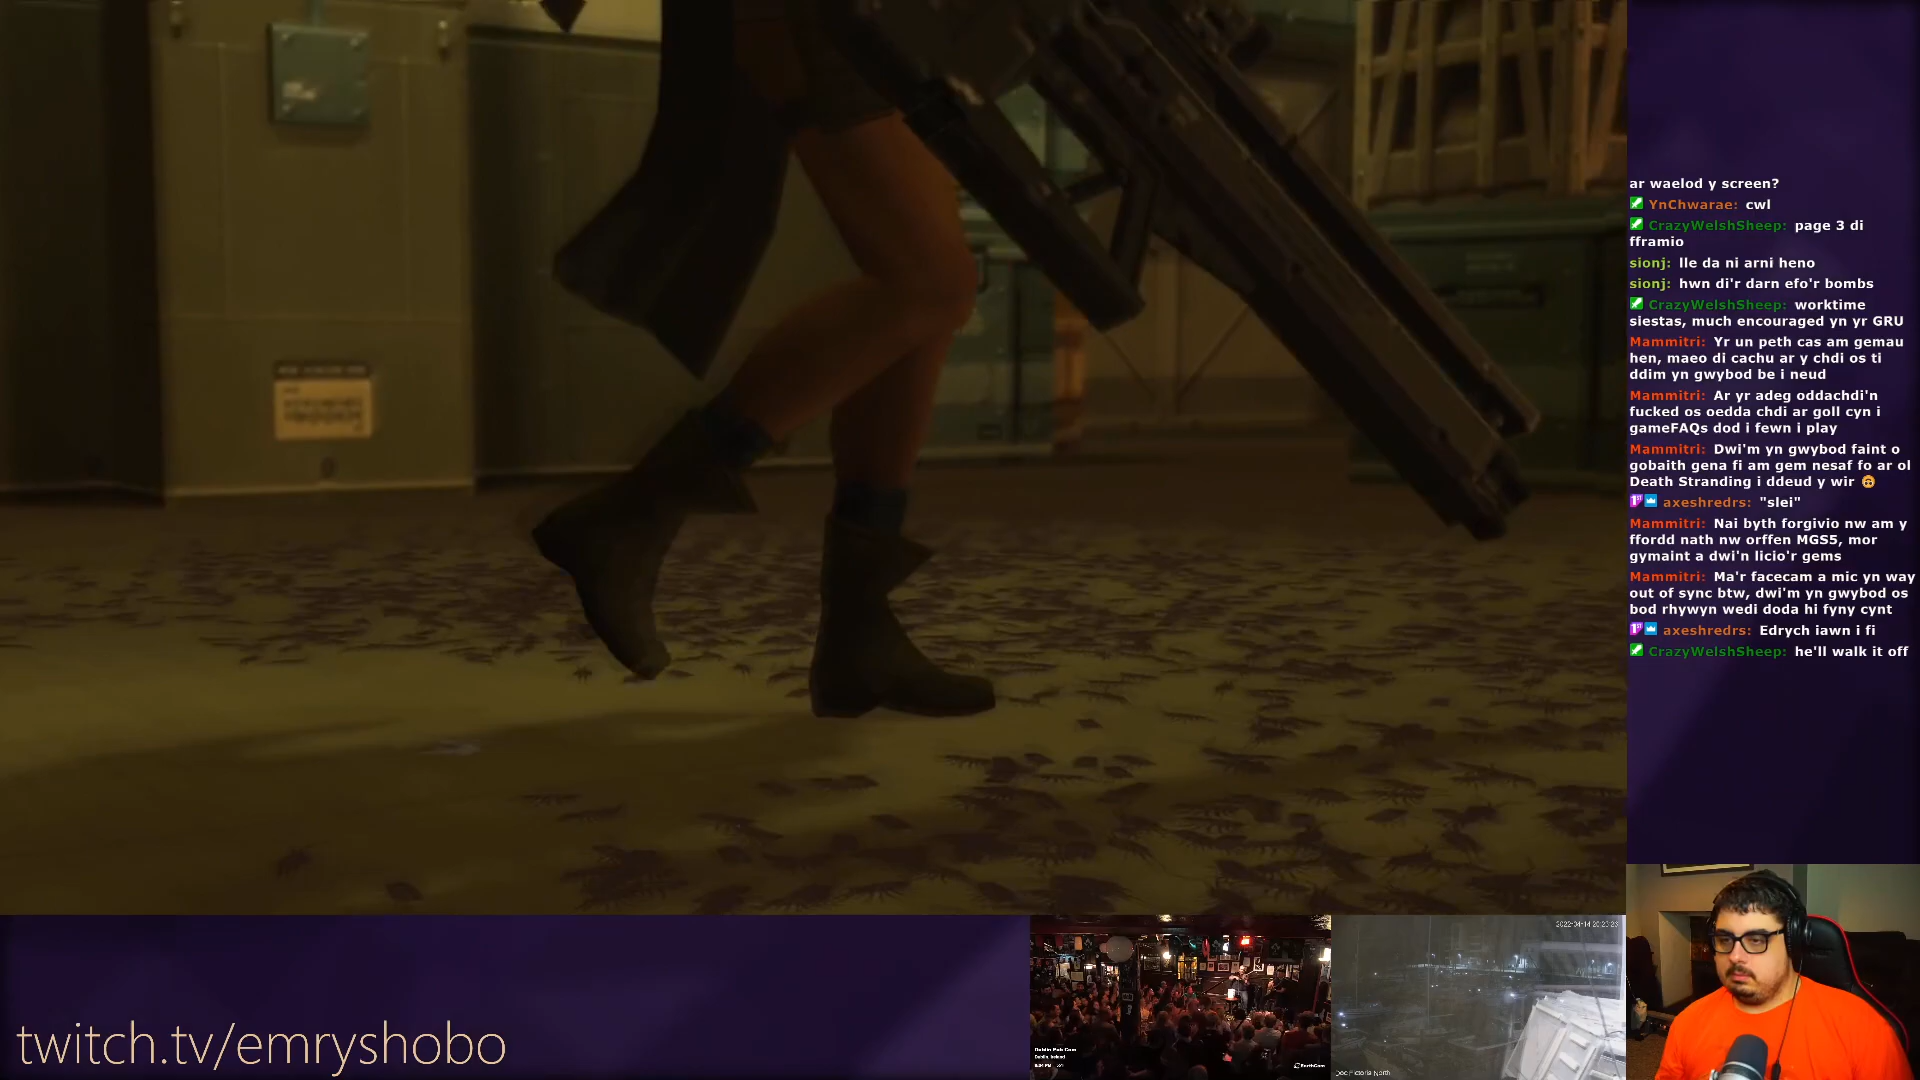 ar waelod y screen?
YnChwarae: cwl
CrazyWelshSheep: page 3 di
fframio
sionj: lle da ni arni heno
sionj: hwn di'r darn efo'r bombs
CrazyWelshSheep: worktime
siestas, much encouraged yn yr GRU
Mammitri: Yr un peth cas am gemau
hen, maeo di cachu ar y chdi os ti
ddim yn gwybod be i neud
Mammitri: Ar yr adeg oddachdi'n
fucked os oedda chdi ar goll cyn i
gameFAQs dod i fewn i play
Mammitri: Dwi'm yn gwybod faint o
gobaith gena fi am gem nesaf fo ar ol
Death Stranding i ddeud y wir 🙃
axeshredrs: "slei"
Mammitri: Nai byth forgivio nw am y
ffordd nath nw orffen MGS5, mor
gymaint a dwi'n licio'r gems
Mammitri: Ma'r facecam a mic yn way
out of sync btw, dwi'm yn gwybod os
bod rhywyn wedi doda hi fyny cynt
axeshredrs: Edrych iawn i fi
CrazyWelshSheep: he'll walk it off
twitch.tv/emryshobo
Dublin Pub Cam
Dublin, Ireland
EarthCam